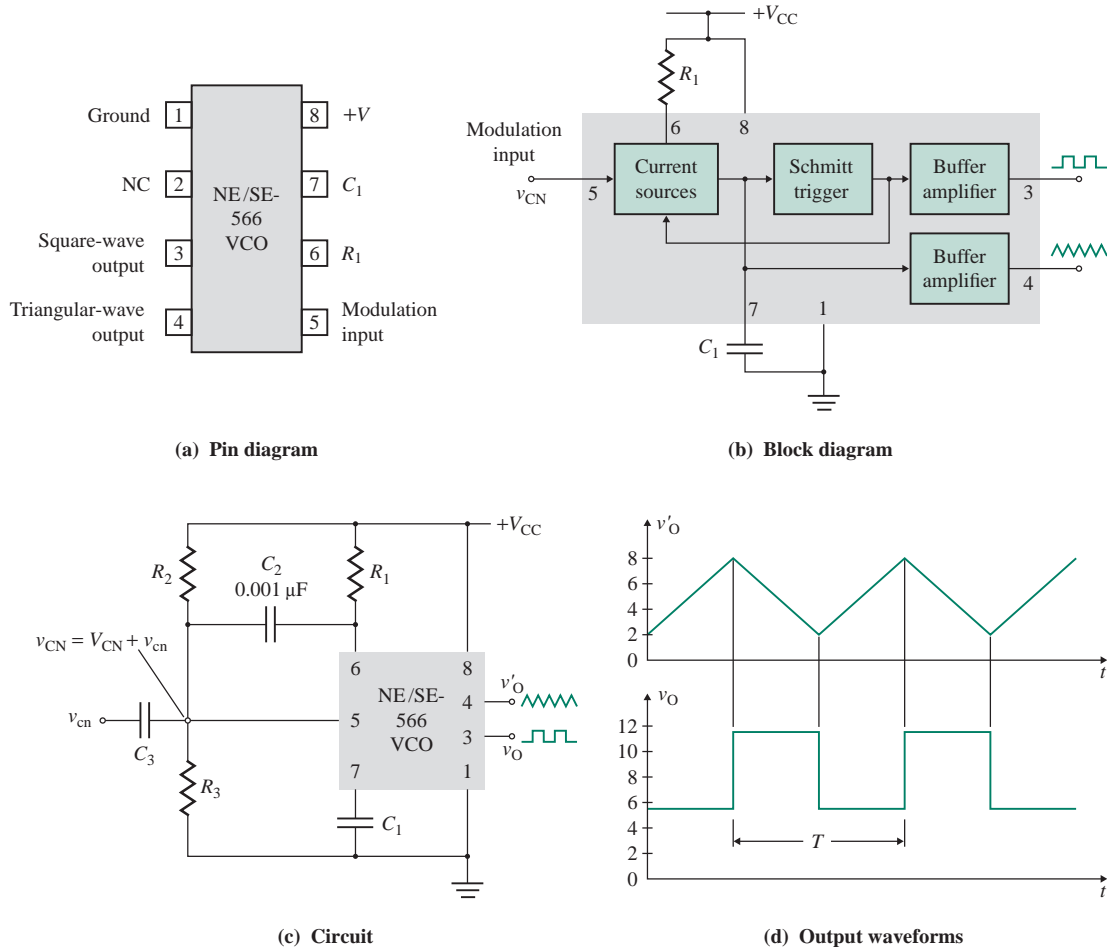 Ground
1
8
+V
NC
2
7
C1
NE/SE-
566
VCO
Square-wave
output
3
6
R1
Triangular-wave
output
4
5
Modulation
input
(a) Pin diagram
+VCC
R1
6
8
Modulation
input
vCN
5
Current
sources
Schmitt
trigger
Buffer
amplifier
3
Buffer
amplifier
4
7
1
C1
(b) Block diagram
+VCC
R2
C2
0.001 μF
R1
vCN = VCN + vcn
6
8
NE/SE-
566
VCO
4
v'O
vcn
C3
5
3
vO
7
1
R3
C1
(c) Circuit
v'O
8
6
4
2
0
t
vO
12
10
8
6
4
2
0
T
t
(d) Output waveforms